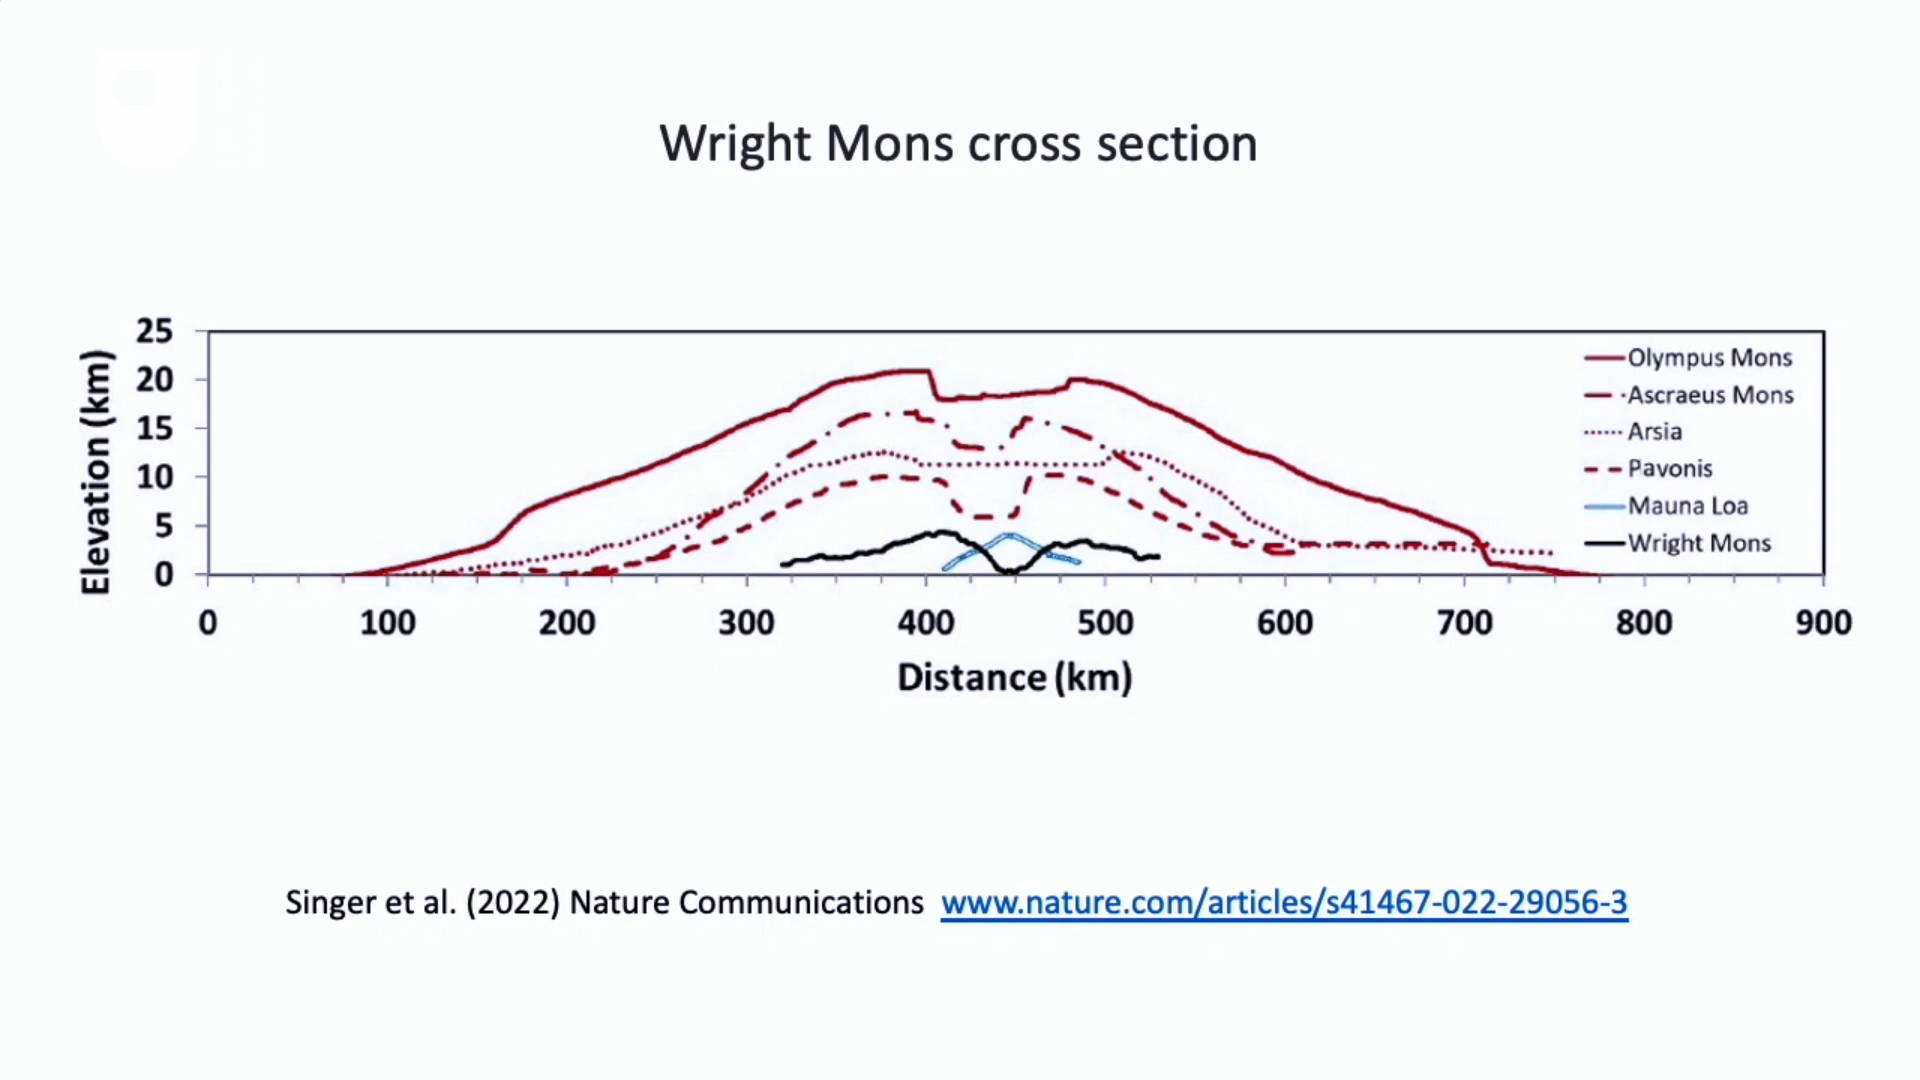 Wright Mons cross section
25
20
15
10
5
0
Elevation (km)
0 100 200 300 400 500 600 700 800 900
Distance (km)
Olympus Mons
Ascraeus Mons
Arsia
Pavonis
Mauna Loa
Wright Mons
Singer et al. (2022) Nature Communications www.nature.com/articles/s41467-022-29056-3